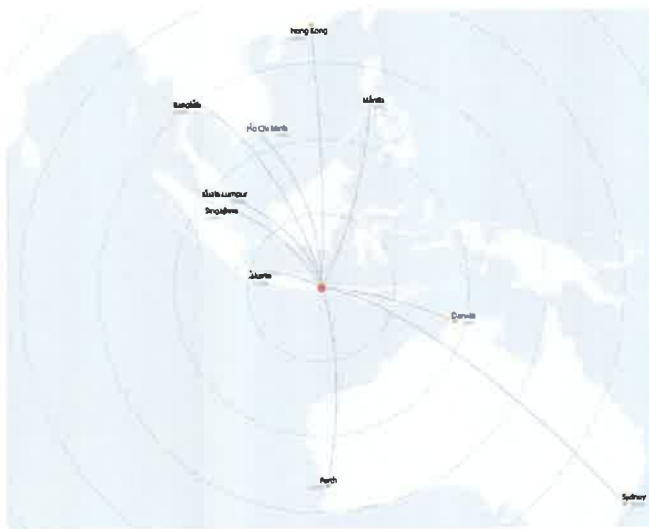 Hong Kong
Bangkok
Manila
Ho Chi Minh
Kuala Lumpur
Singapore
Jakarta
Darwin
Perth
Sydney